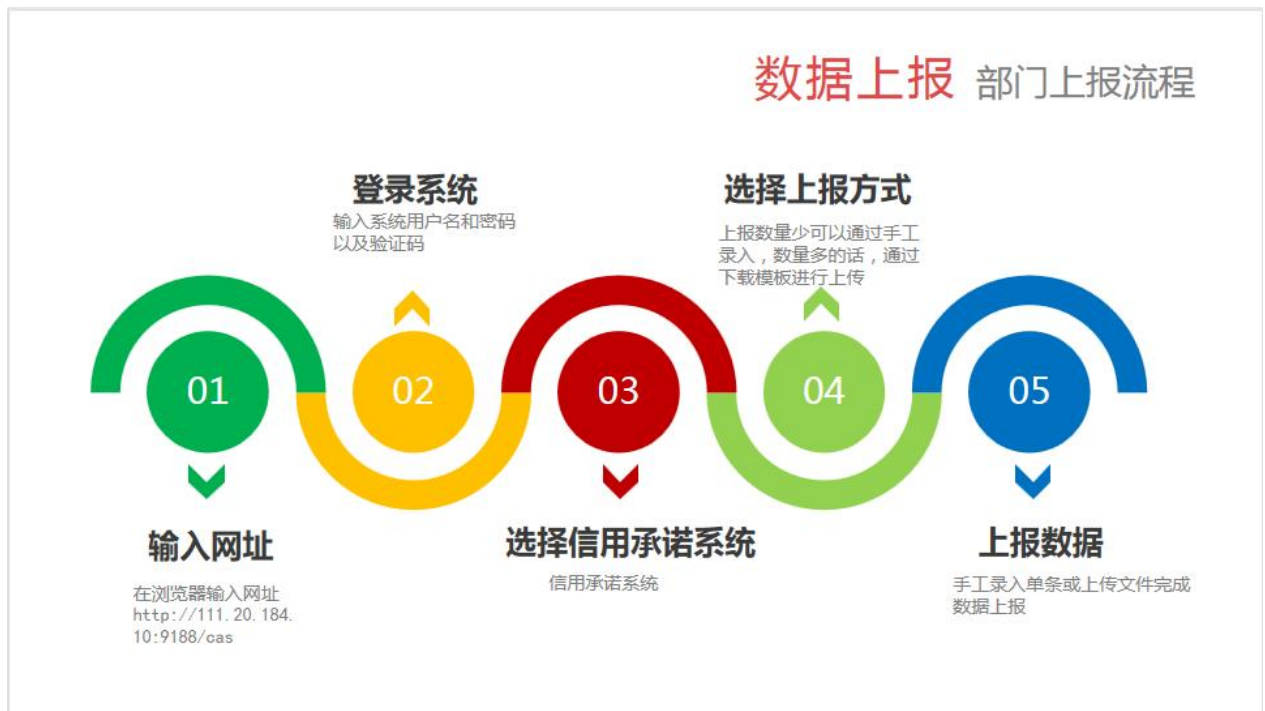 数据上报 部门上报流程
登录系统
输入系统用户名和密码
以及验证码
选择上报方式
上报数量少可以通过手工
录入，数量多的话，通过
下载模板进行上传
01
02
03
04
05
输入网址
在浏览器输入网址
http://111.20.184.
10:9188/cas
选择信用承诺系统
信用承诺系统
上报数据
手工录入单条或上传文件完成
数据上报